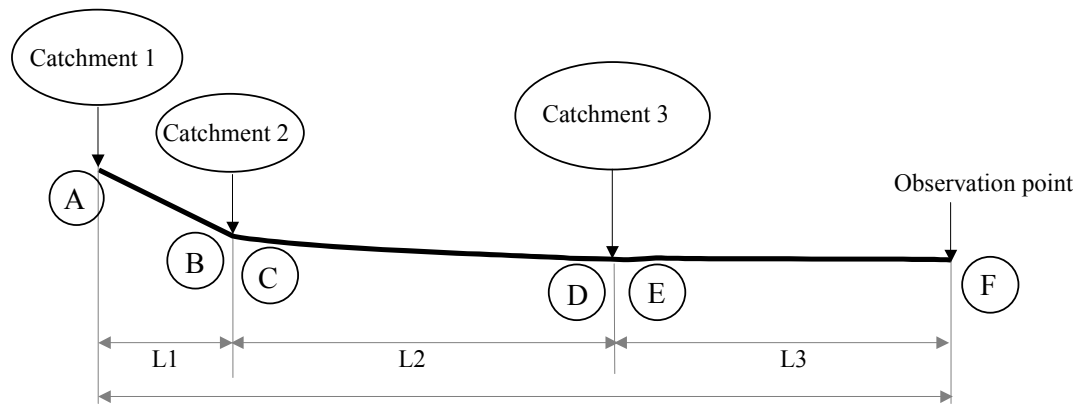 Catchment 1
Catchment 2
Catchment 3
Observation point
A
B
C
D
E
F
L1
L2
L3